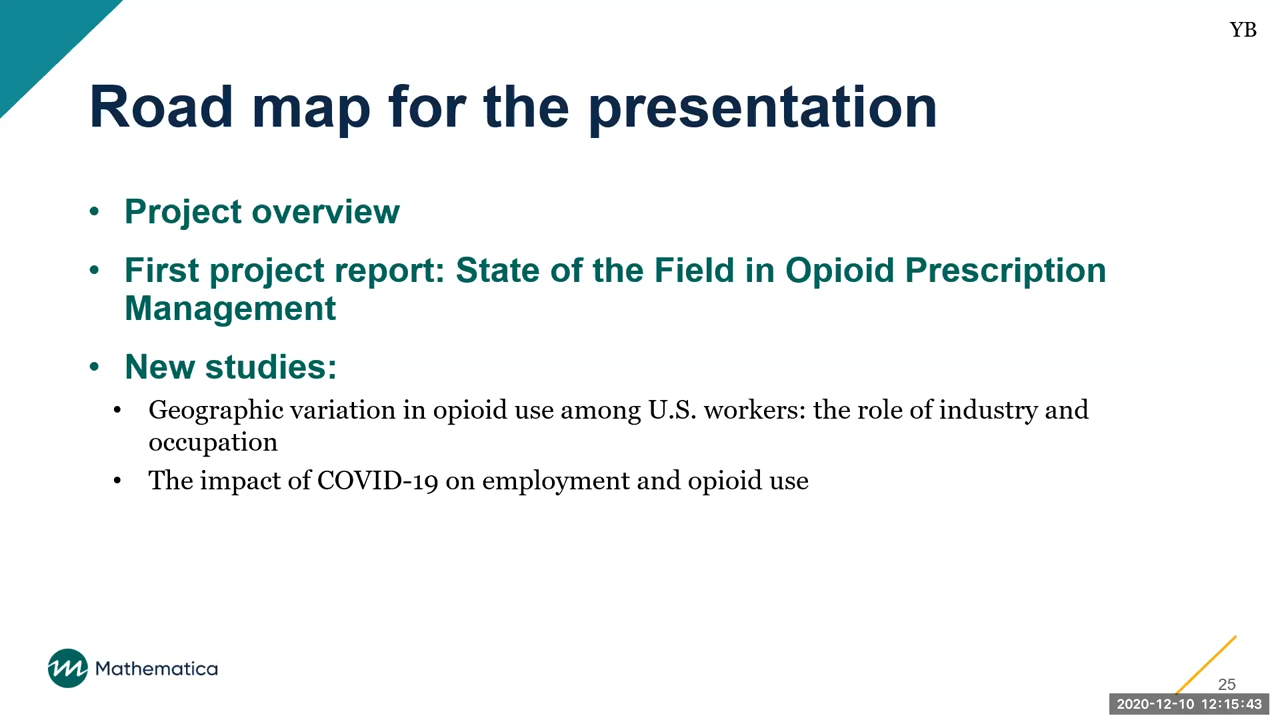 YB
Road map for the presentation
• Project overview
• First project report: State of the Field in Opioid Prescription
Management
• New studies:
• Geographic variation in opioid use among U.S. workers: the role of industry and
occupation
• The impact of COVID-19 on employment and opioid use
Mathematica
25
2020-12-10 12:15:43